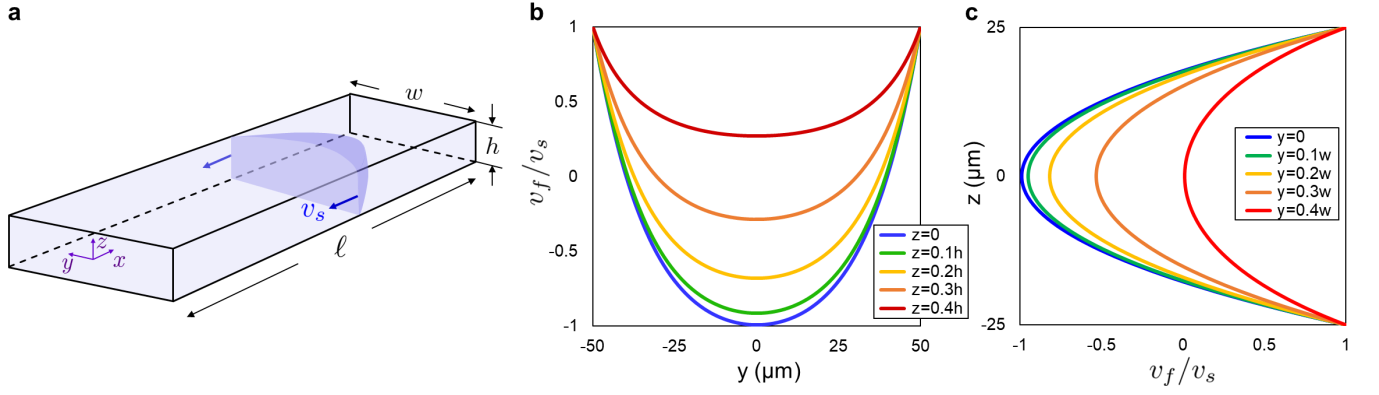 a
w
h
v_s
ℓ
z
y
x
b
1
0.5
0
-0.5
-1
-50
-25
0
25
50
v_f/v_s
y (μm)
z=0
z=0.1h
z=0.2h
z=0.3h
z=0.4h
c
25
0
-25
-1
-0.5
0
0.5
1
z (μm)
v_f/v_s
y=0
y=0.1w
y=0.2w
y=0.3w
y=0.4w